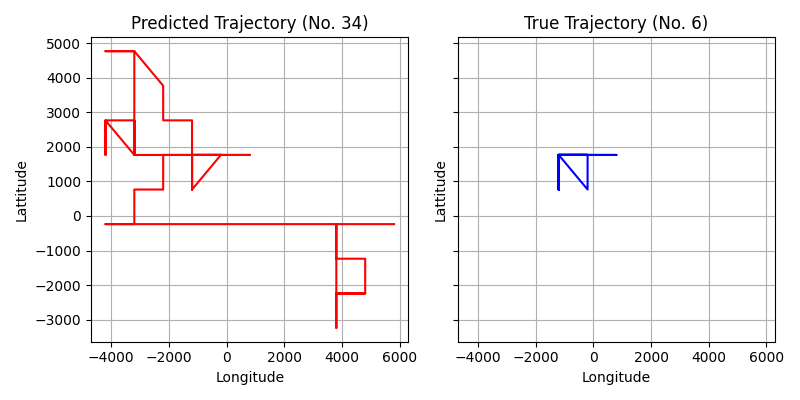 Predicted Trajectory (No. 34)
True Trajectory (No. 6)
5000
4000
3000
2000
1000
0
−1000
−2000
−3000
Lattitude
Lattitude
−4000 −2000 0 2000 4000 6000
−4000 −2000 0 2000 4000 6000
Longitude
Longitude